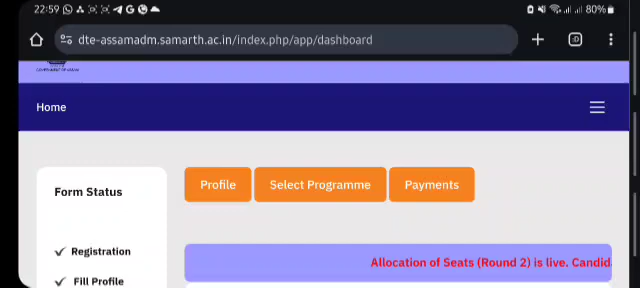 22:59
80%
dte-assamadm.samarth.ac.in/index.php/app/dashboard
:D
Home
Form Status
Profile
Select Programme
Payments
Allocation of Seats (Round 2) is live. Candid
Registration
Fill Profile